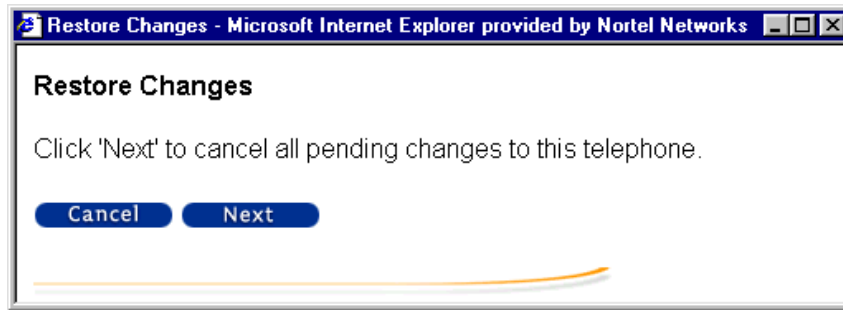 Restore Changes - Microsoft Internet Explorer provided by Nortel Networks
Restore Changes
Click 'Next' to cancel all pending changes to this telephone.
Cancel Next